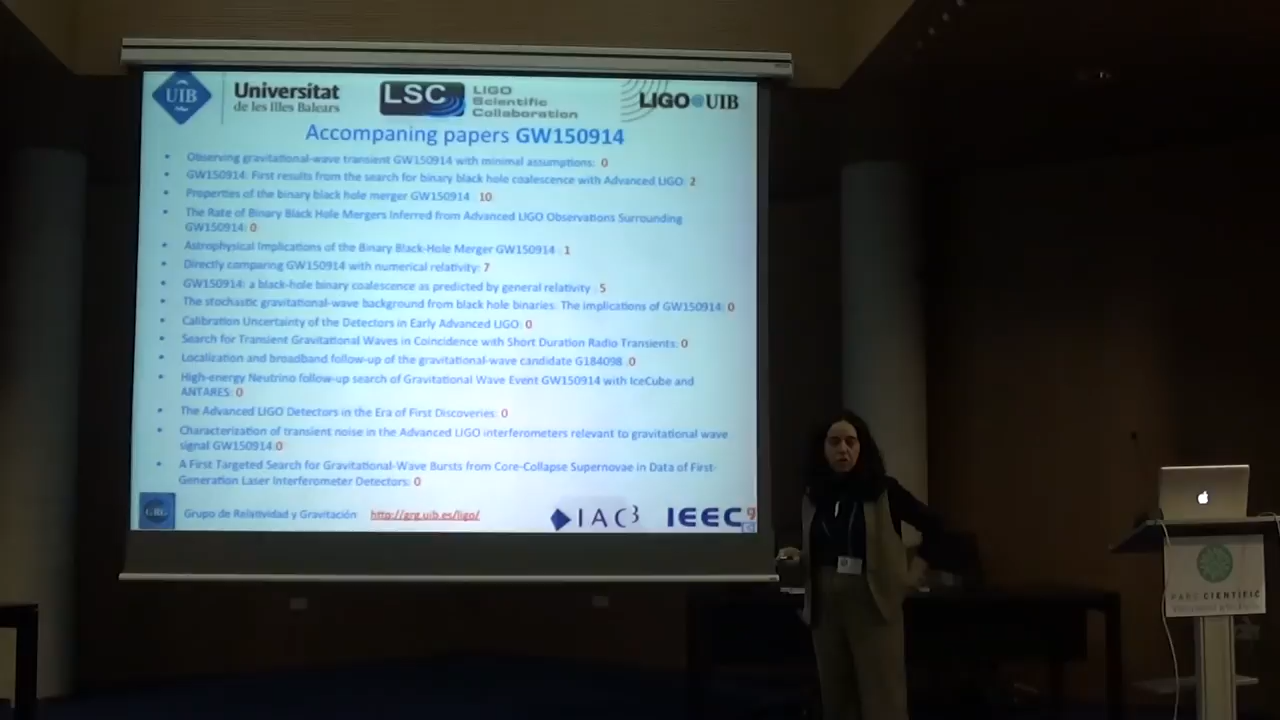 UIB
Universitat
de les Illes Balears
LSC
LIGO
Scientific
Collaboration
LIGO@UIB
Accompaning papers GW150914
• Observing gravitational-wave transient GW150914 with minimal assumptions: 0
• GW150914: First results from the search for binary black hole coalescence with Advanced LIGO: 2
• Properties of the binary black hole merger GW150914 : 10
• The Rate of Binary Black Hole Mergers Inferred from Advanced LIGO Observations Surrounding
GW150914: 0
• Astrophysical Implications of the Binary Black-Hole Merger GW150914 : 1
• Directly comparing GW150914 with numerical relativity: 7
• GW150914: a black-hole binary coalescence as predicted by general relativity : 5
• The stochastic gravitational-wave background from black hole binaries: The implications of GW150914: 0
• Calibration Uncertainty of the Detectors in Early Advanced LIGO: 0
• Search for Transient Gravitational Waves in Coincidence with Short Duration Radio Transients: 0
• Localization and broadband follow-up of the gravitational-wave candidate G184098 :0
• High-energy Neutrino follow-up search of Gravitational Wave Event GW150914 with IceCube and
ANTARES: 0
• The Advanced LIGO Detectors in the Era of First Discoveries: 0
• Characterization of transient noise in the Advanced LIGO interferometers relevant to gravitational wave
signal GW150914:0
• A First Targeted Search for Gravitational-Wave Bursts from Core-Collapse Supernovae in Data of First-
Generation Laser Interferometer Detectors: 0
GRG
Grupo de Relatividad y Gravitación
http://grg.uib.es/ligo/
IAC3
IEEC
9
PARC CIENTÍFIC